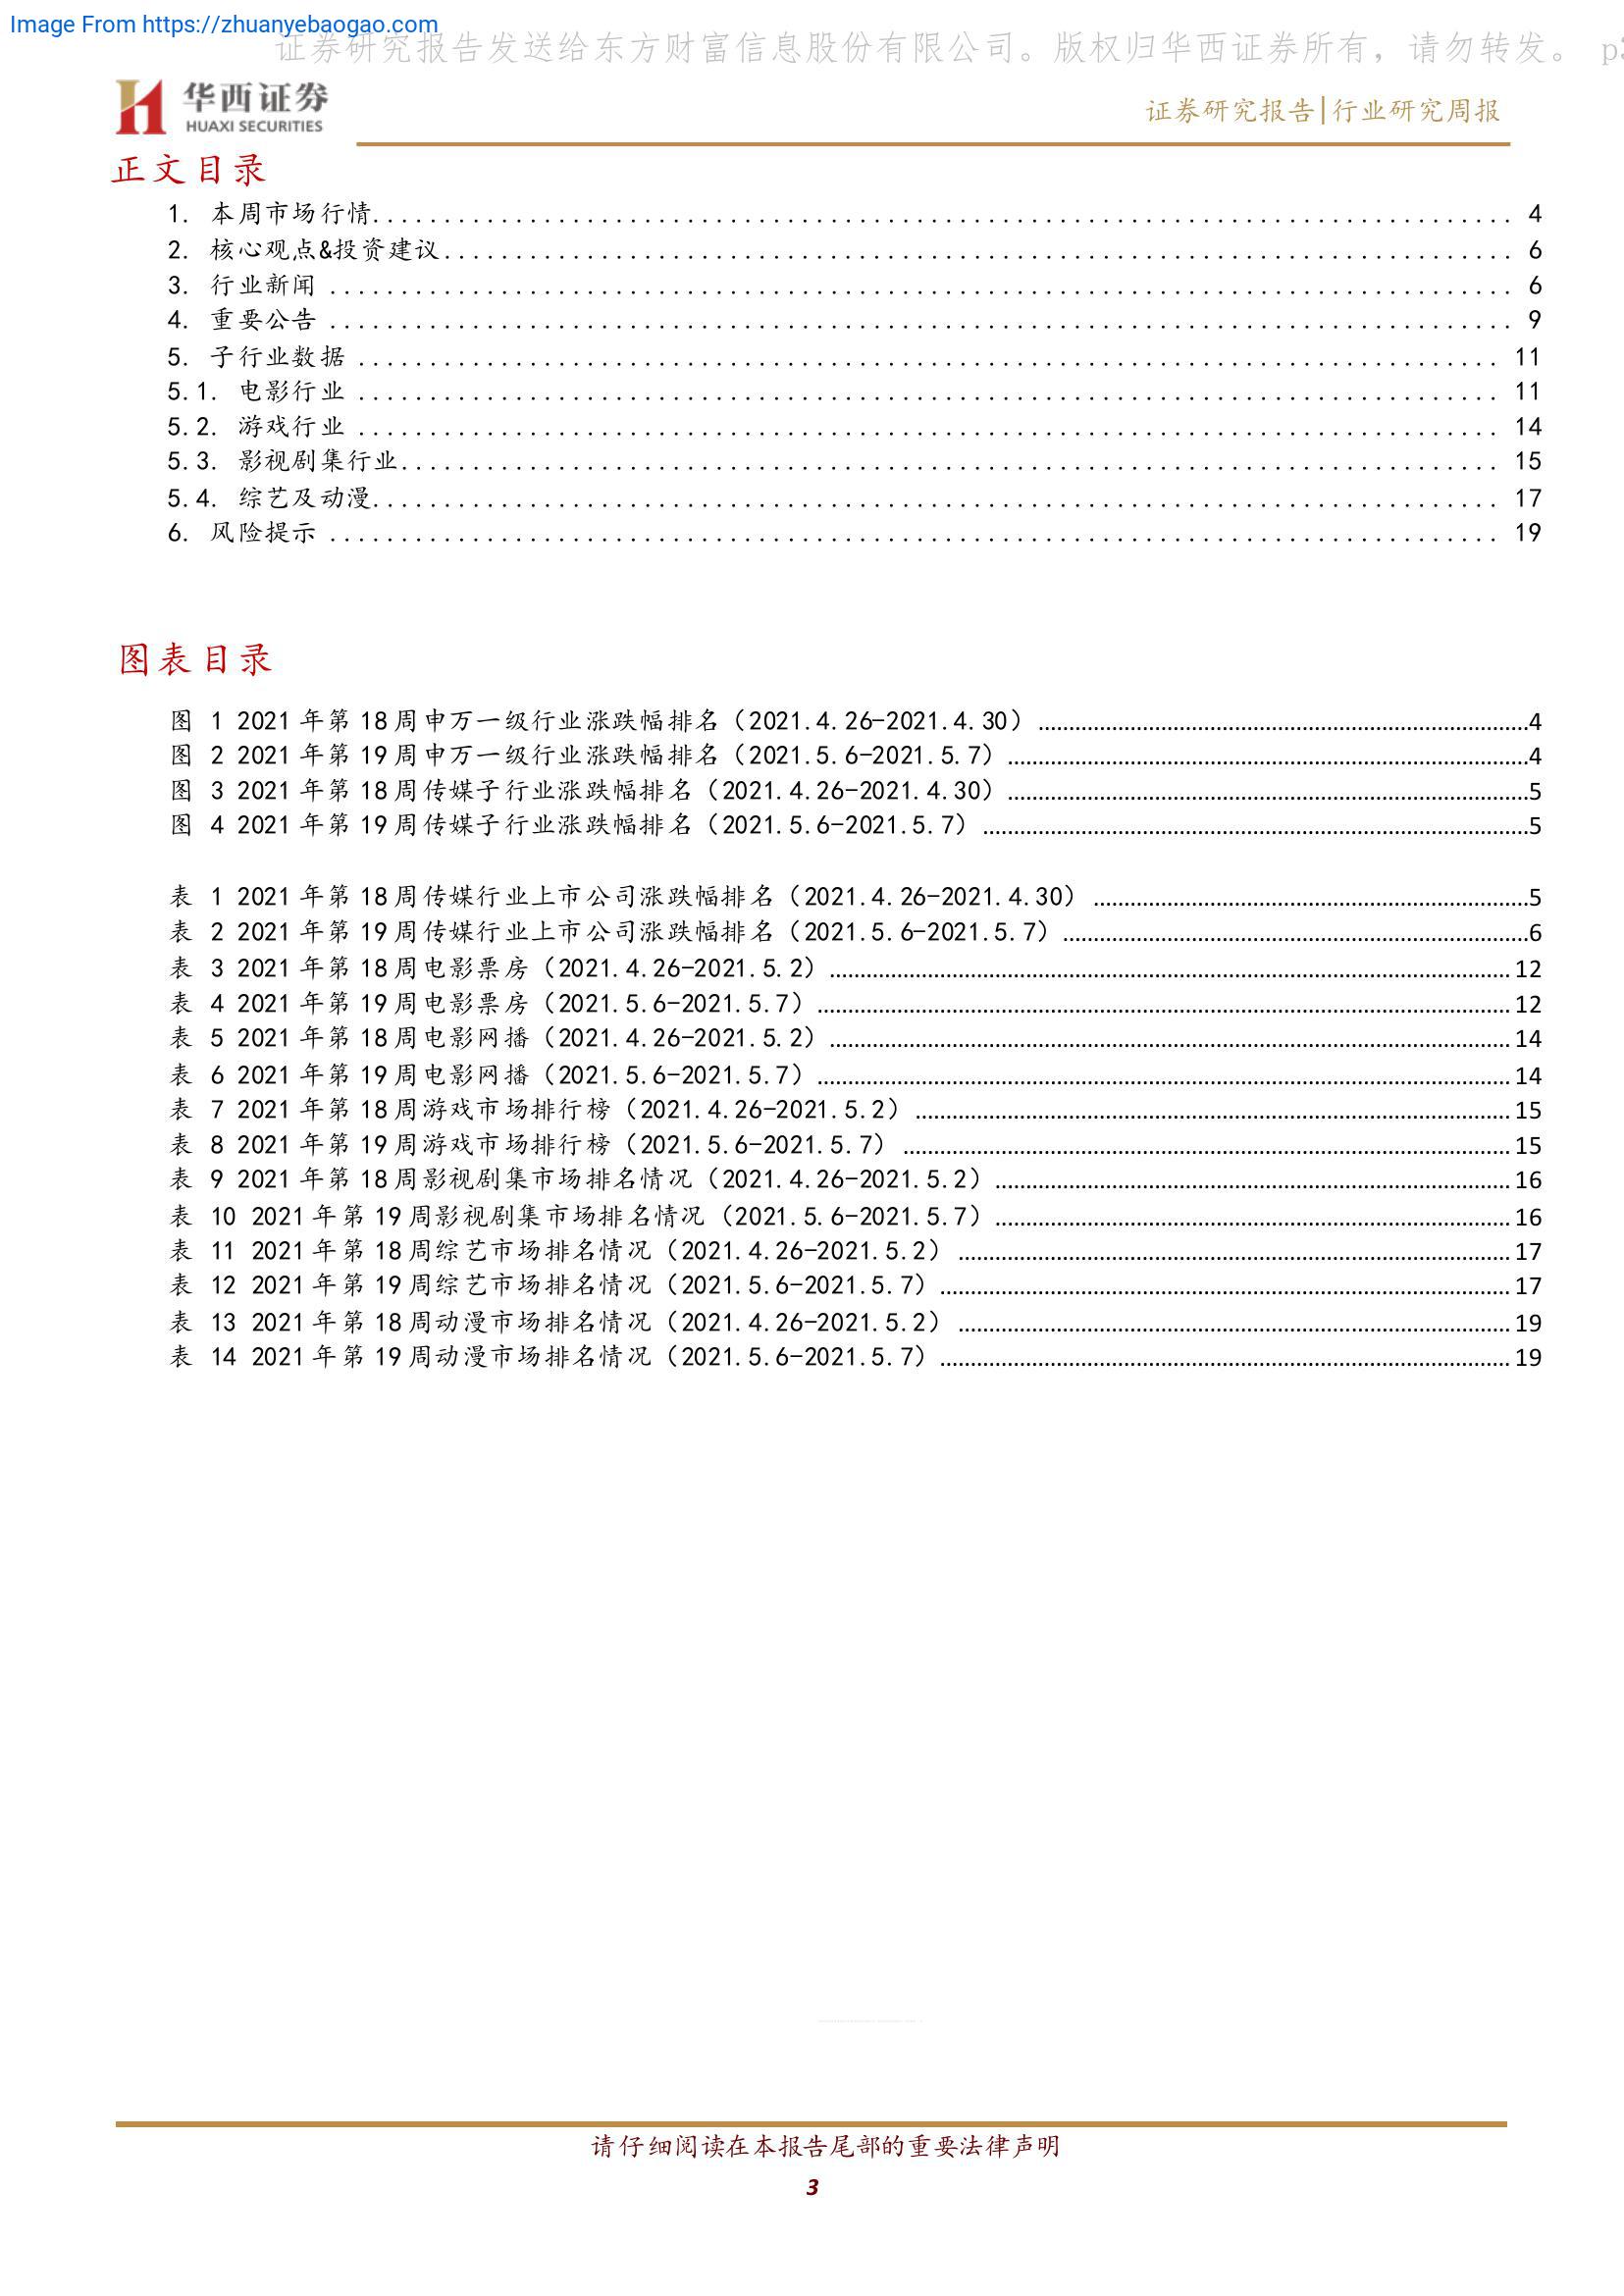 Image From https://zhuanyebaogao.com
证券研究报告发送给东方财富信息股份有限公司。版权归华西证券所有，请勿转发。 p3
华西证券
HUAXI SECURITIES
证券研究报告|行业研究周报
正文目录
1. 本周市场行情 4
2. 核心观点&投资建议 6
3. 行业新闻 6
4. 重要公告 9
5. 子行业数据 11
5.1. 电影行业 11
5.2. 游戏行业 14
5.3. 影视剧集行业 15
5.4. 综艺及动漫 17
6. 风险提示 19
图表目录
图 1 2021 年第 18 周申万一级行业涨跌幅排名（2021.4.26-2021.4.30） 4
图 2 2021 年第 19 周申万一级行业涨跌幅排名（2021.5.6-2021.5.7） 4
图 3 2021 年第 18 周传媒子行业涨跌幅排名（2021.4.26-2021.4.30） 5
图 4 2021 年第 19 周传媒子行业涨跌幅排名（2021.5.6-2021.5.7） 5
表 1 2021 年第 18 周传媒行业上市公司涨跌幅排名（2021.4.26-2021.4.30） 5
表 2 2021 年第 19 周传媒行业上市公司涨跌幅排名（2021.5.6-2021.5.7） 6
表 3 2021 年第 18 周电影票房（2021.4.26-2021.5.2） 12
表 4 2021 年第 19 周电影票房（2021.5.6-2021.5.7） 12
表 5 2021 年第 18 周电影网播（2021.4.26-2021.5.2） 14
表 6 2021 年第 19 周电影网播（2021.5.6-2021.5.7） 14
表 7 2021 年第 18 周游戏市场排行榜（2021.4.26-2021.5.2） 15
表 8 2021 年第 19 周游戏市场排行榜（2021.5.6-2021.5.7） 15
表 9 2021 年第 18 周影视剧集市场排名情况（2021.4.26-2021.5.2） 16
表 10 2021 年第 19 周影视剧集市场排名情况（2021.5.6-2021.5.7） 16
表 11 2021 年第 18 周综艺市场排名情况（2021.4.26-2021.5.2） 17
表 12 2021 年第 19 周综艺市场排名情况（2021.5.6-2021.5.7） 17
表 13 2021 年第 18 周动漫市场排名情况（2021.4.26-2021.5.2） 19
表 14 2021 年第 19 周动漫市场排名情况（2021.5.6-2021.5.7） 19
请仔细阅读在本报告尾部的重要法律声明
3